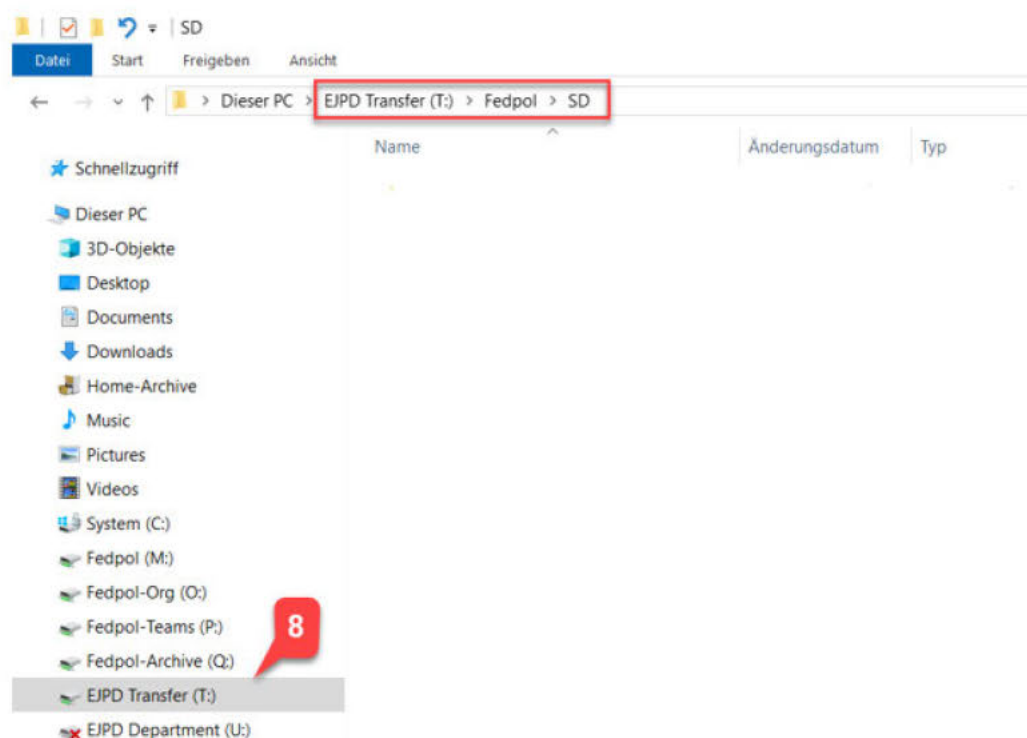 SD
Datei Start Freigeben Ansicht
Dieser PC > EJPD Transfer (T:) > Fedpol > SD
Name Änderungsdatum Typ
Schnellzugriff
Dieser PC
3D-Objekte
Desktop
Documents
Downloads
Home-Archive
Music
Pictures
Videos
System (C:)
Fedpol (M:)
Fedpol-Org (O:)
Fedpol-Teams (P:)
8
Fedpol-Archive (Q:)
EJPD Transfer (T:)
EJPD Department (U:)